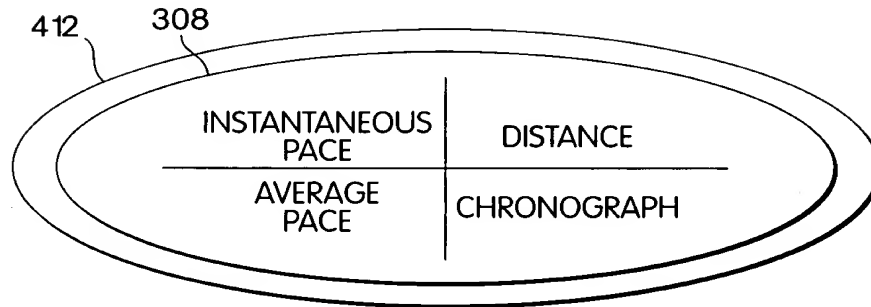 412
308
INSTANTANEOUS
PACE
DISTANCE
AVERAGE
PACE
CHRONOGRAPH